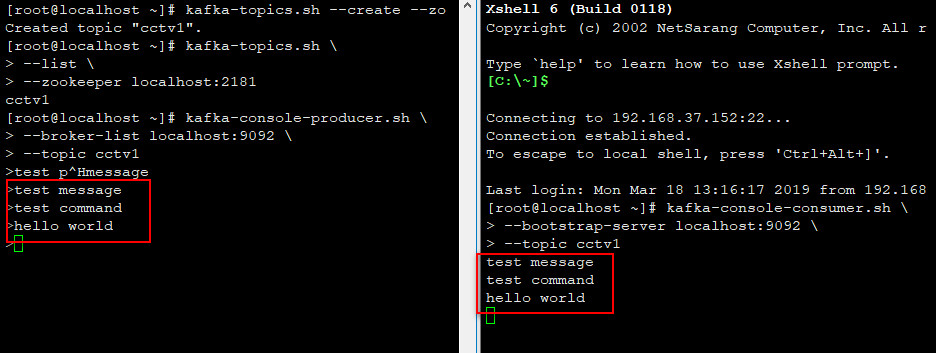 [root@localhost ~]# kafka-topics.sh --create --zo
Created topic "cctv1".
[root@localhost ~]# kafka-topics.sh \
> --list \
> --zookeeper localhost:2181
cctv1
[root@localhost ~]# kafka-console-producer.sh \
> --broker-list localhost:9092 \
> --topic cctv1
>test p^Hmessage
>test message
>test command
>hello world
>
Xshell 6 (Build 0118)
Copyright (c) 2002 NetSarang Computer, Inc. All r
Type `help' to learn how to use Xshell prompt.
[C:\~]$
Connecting to 192.168.37.152:22...
Connection established.
To escape to local shell, press 'Ctrl+Alt+]'.
Last login: Mon Mar 18 13:16:17 2019 from 192.168
[root@localhost ~]# kafka-console-consumer.sh \
> --bootstrap-server localhost:9092 \
> --topic cctv1
test message
test command
hello world